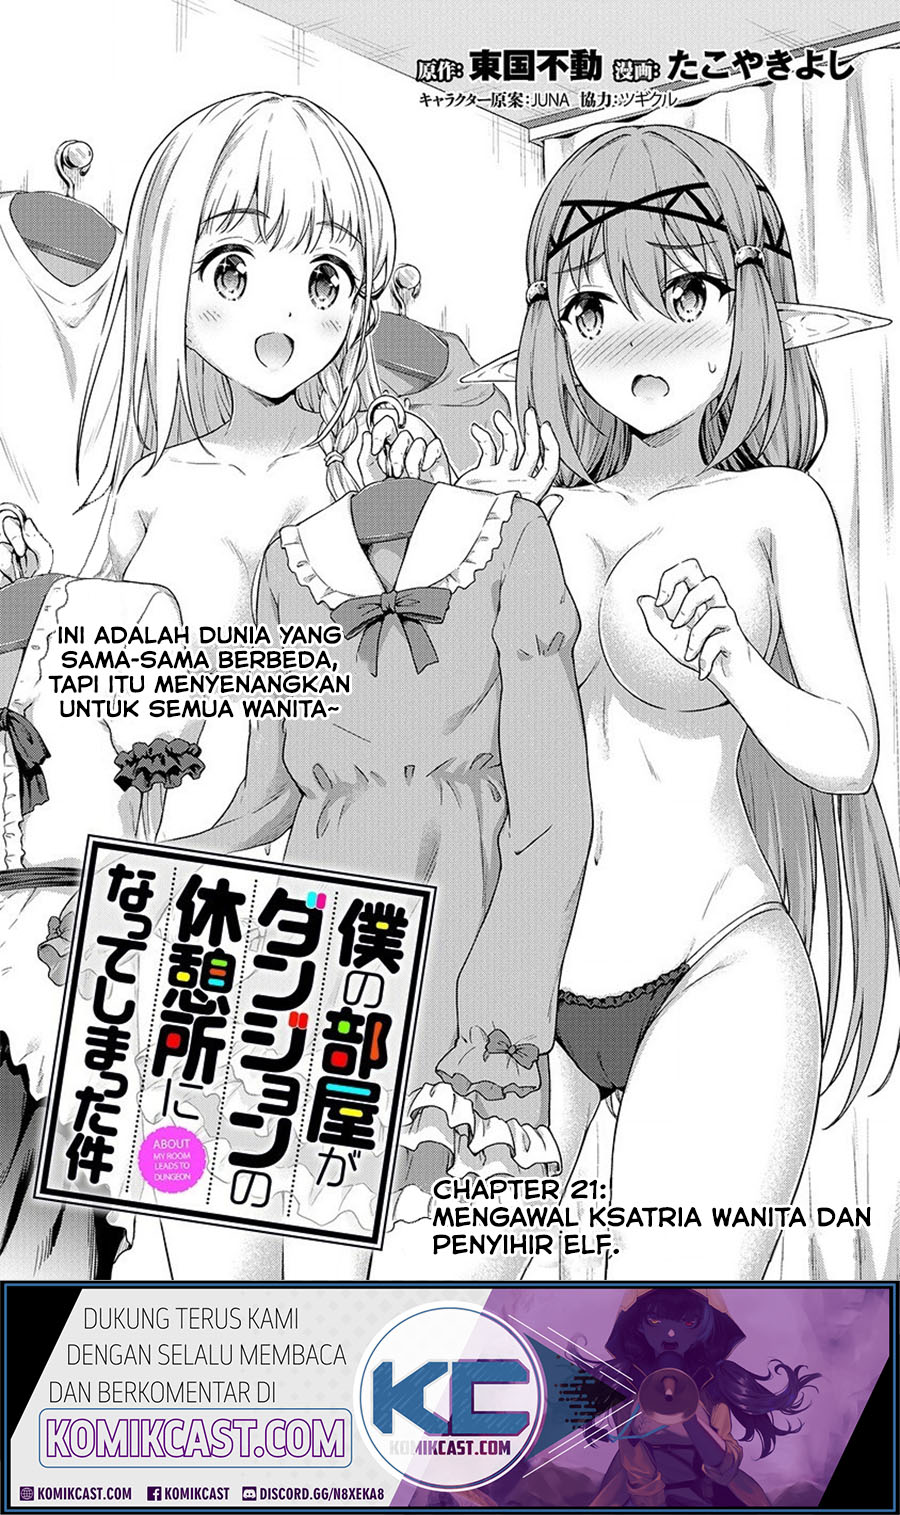 原作:東国不動 漫画:たこやきよし
キャラクター原案:JUNA 協力:ツギクル
INI ADALAH DUNIA YANG
SAMA-SAMA BERBEDA,
TAPI ITU MENYENANGKAN
UNTUK SEMUA WANITA~
僕の部屋が
ダンジョンの
休憩所に
なってしまった件
ABOUT
MY ROOM
LEADS TO
DUNGEON
CHAPTER 21:
MENGAWAL KSATRIA WANITA DAN
PENYIHIR ELF.
DUKUNG TERUS KAMI
DENGAN SELALU MEMBACA
DAN BERKOMENTAR DI
KOMIKCAST.COM
KC
KOMIKCAST.COM
KOMIKCAST.COM KOMIKCAST DISCORD.GG/N8XEKA8